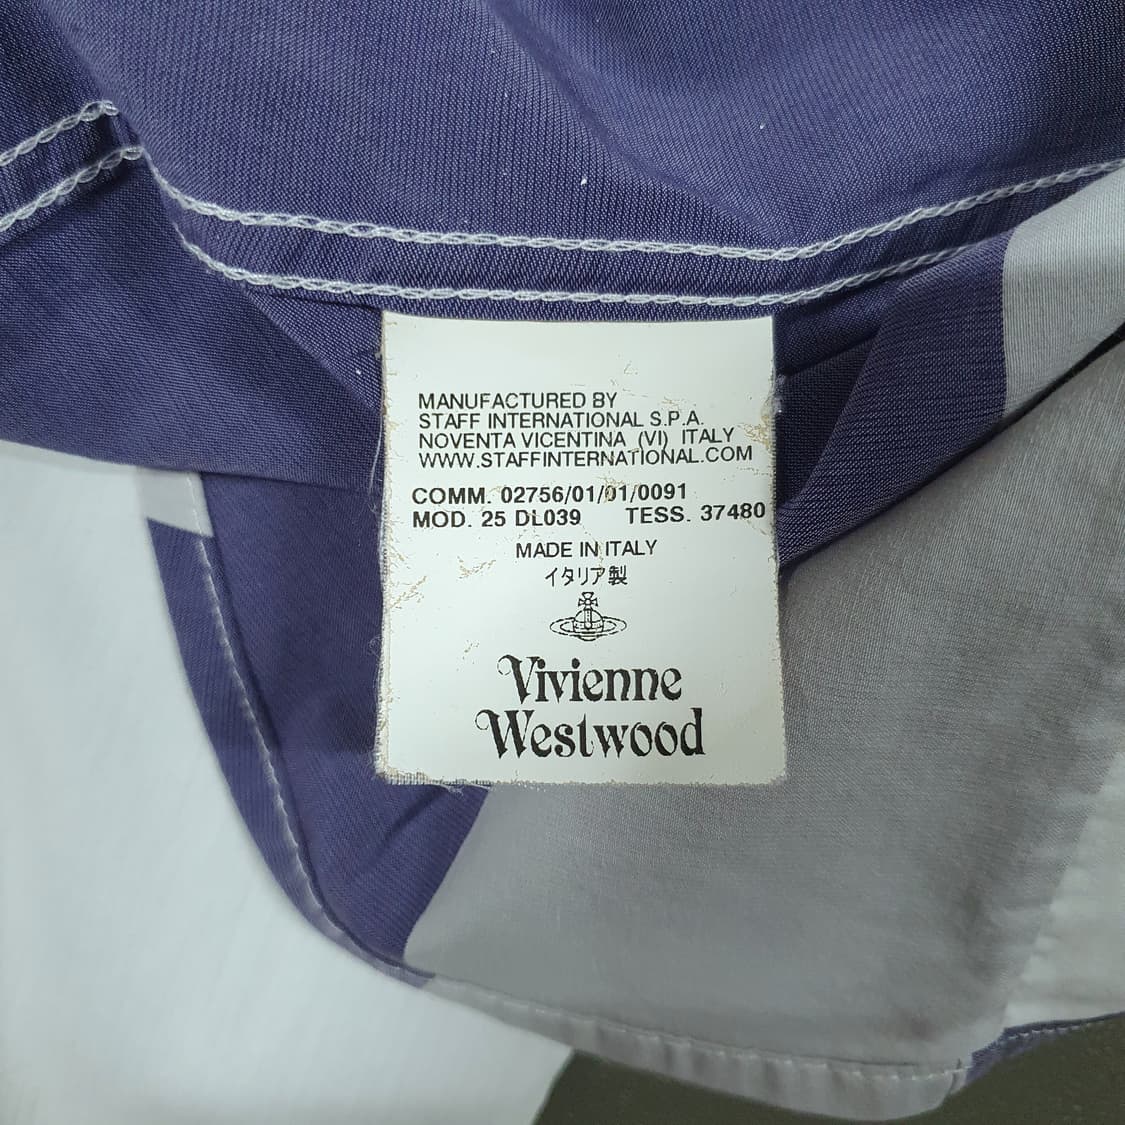 MANUFACTURED BY
STAFF INTERNATIONAL S.P.A.
NOVENTA VICENTINA (VI) ITALY
WWW.STAFFINTERNATIONAL.COM
COMM. 02756/01/01/0091
MOD. 25 DL039 TESS. 37480
MADE IN ITALY
イタリア製
Vivienne
Westwood